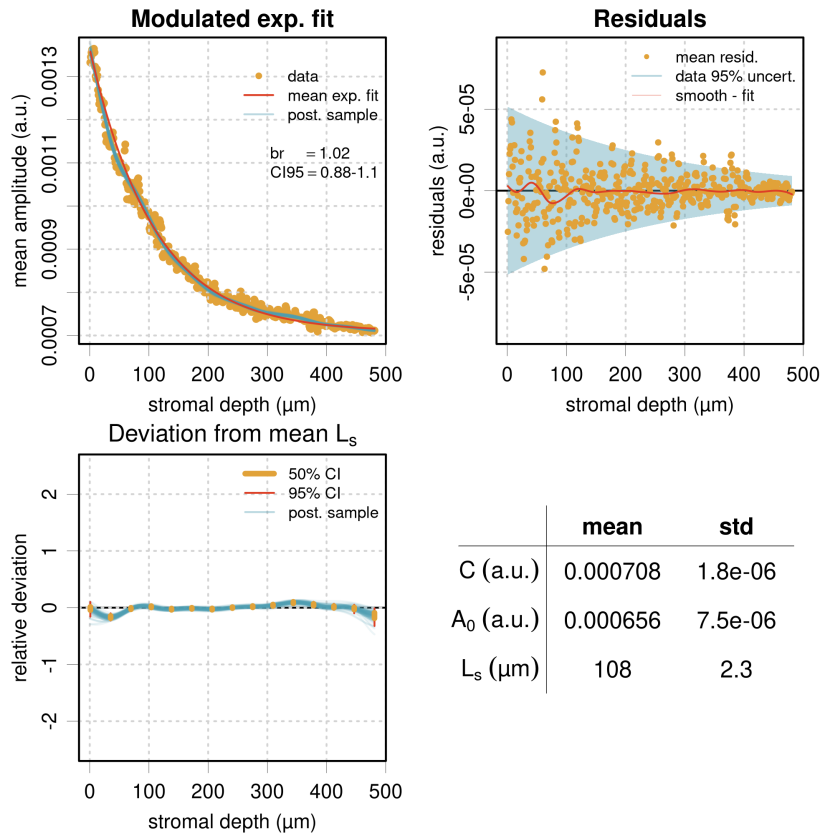 Modulated exp. fit
mean amplitude (a.u.)
0.0013
0.0011
0.0009
0.0007
data
mean exp. fit
post. sample
br = 1.02
CI95 = 0.88-1.1
0 100 200 300 400 500
stromal depth (µm)
Residuals
residuals (a.u.)
5e-05
0e+00
-5e-05
mean resid.
data 95% uncert.
smooth - fit
0 100 200 300 400 500
stromal depth (µm)
Deviation from mean Ls
relative deviation
2
1
0
-1
-2
50% CI
95% CI
post. sample
0 100 200 300 400 500
stromal depth (µm)
mean std
C (a.u.) 0.000708 1.8e-06
A0 (a.u.) 0.000656 7.5e-06
Ls (µm) 108 2.3